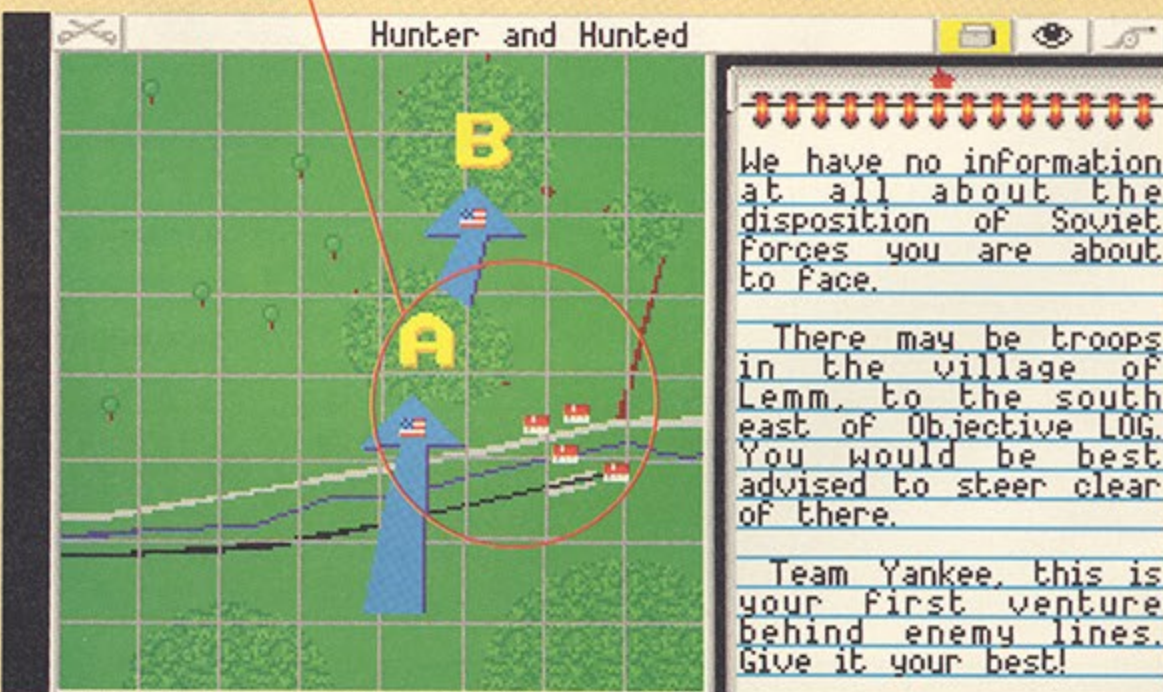 Hunter and Hunted
B
A
We have no information
at all about the
disposition of Soviet
forces you are about
to face.
There may be troops
in the village of
Lemm, to the south
east of Objective LOG.
You would be best
advised to steer clear
of there.
Team Yankee, this is
your first venture
behind enemy lines.
Give it your best!